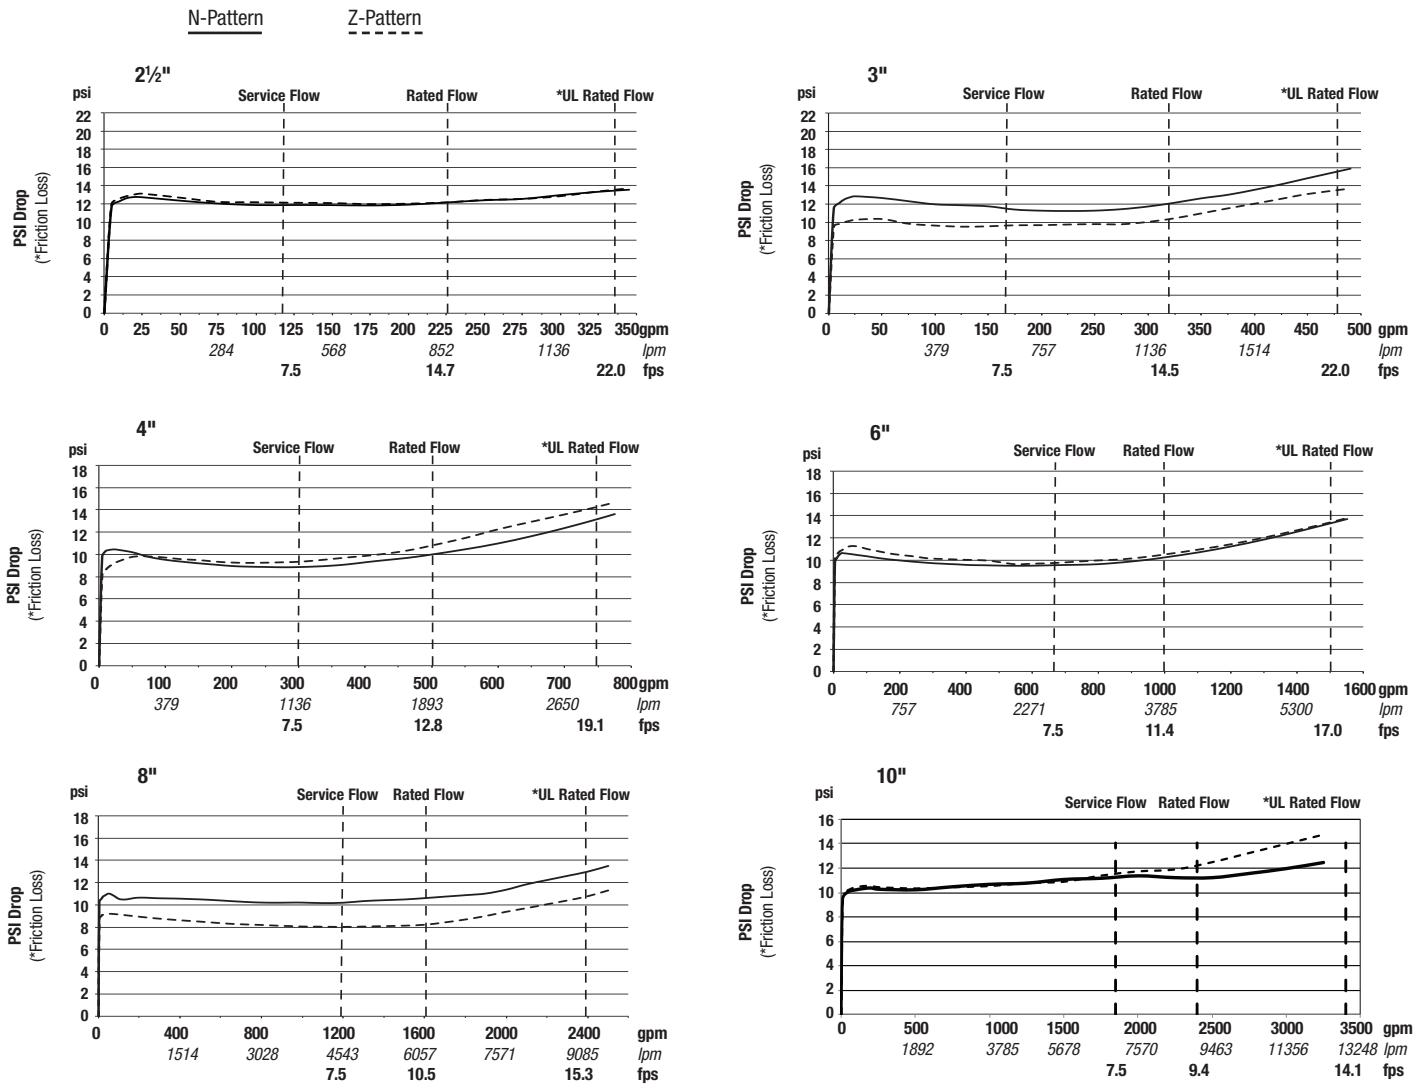 N-Pattern Z-Pattern
2½"
psi Service Flow Rated Flow *UL Rated Flow
22
20
18
16
14
12
10
8
6
4
2
0
PSI Drop
(*Friction Loss)
0 25 50 75 100 125 150 175 200 225 250 275 300 325 350 gpm
284 568 852 1136 lpm
7.5 14.7 22.0 fps
3"
psi Service Flow Rated Flow *UL Rated Flow
22
20
18
16
14
12
10
8
6
4
2
0
PSI Drop
(*Friction Loss)
0 50 100 150 200 250 300 350 400 450 500 gpm
379 757 1136 1514 lpm
7.5 14.5 22.0 fps
4"
psi Service Flow Rated Flow *UL Rated Flow
18
16
14
12
10
8
6
4
2
0
PSI Drop
(*Friction Loss)
0 100 200 300 400 500 600 700 800 gpm
379 1136 1893 2650 lpm
7.5 12.8 19.1 fps
6"
psi Service Flow Rated Flow *UL Rated Flow
18
16
14
12
10
8
6
4
2
0
PSI Drop
(*Friction Loss)
0 200 400 600 800 1000 1200 1400 1600 gpm
757 2271 3785 5300 lpm
7.5 11.4 17.0 fps
8"
psi Service Flow Rated Flow *UL Rated Flow
18
16
14
12
10
8
6
4
2
0
PSI Drop
(*Friction Loss)
0 400 800 1200 1600 2000 2400 gpm
1514 3028 4543 6057 7571 9085 lpm
7.5 10.5 15.3 fps
10"
psi Service Flow Rated Flow *UL Rated Flow
16
14
12
10
8
6
4
2
0
PSI Drop
(*Friction Loss)
0 500 1000 1500 2000 2500 3000 3500 gpm
1892 3785 5678 7570 9463 11356 13248 lpm
7.5 9.4 14.1 fps